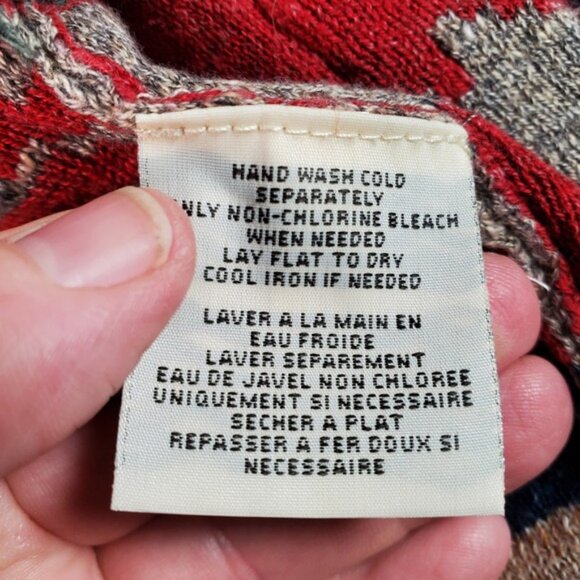 HAND WASH COLD
SEPARATELY
ONLY NON-CHLORINE BLEACH
WHEN NEEDED
LAY FLAT TO DRY
COOL IRON IF NEEDED
LAVER A LA MAIN EN
EAU FROIDE
LAVER SEPAREMENT
EAU DE JAVEL NON CHLOREE
UNIQUEMENT SI NECESSAIRE
SECHER A PLAT
REPASSER A FER DOUX SI
NECESSAIRE